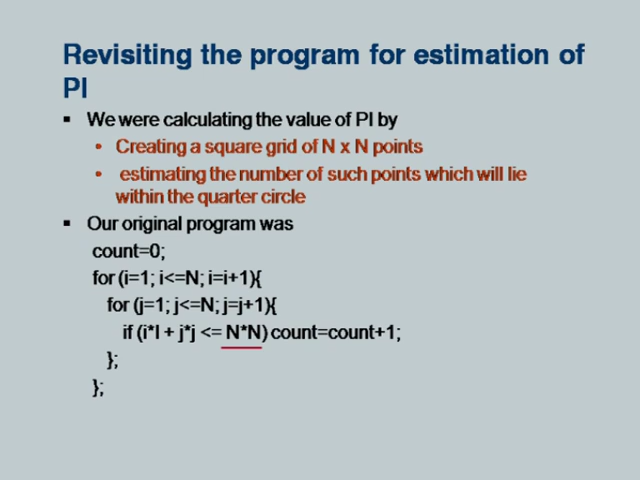 Revisiting the program for estimation of
PI
▪ We were calculating the value of PI by
• Creating a square grid of N x N points
• estimating the number of such points which will lie
within the quarter circle
▪ Our original program was
count=0;
for (i=1; i<=N; i=i+1){
for (j=1; j<=N; j=j+1){
if (i*I + j*j <= N*N) count=count+1;
};
};